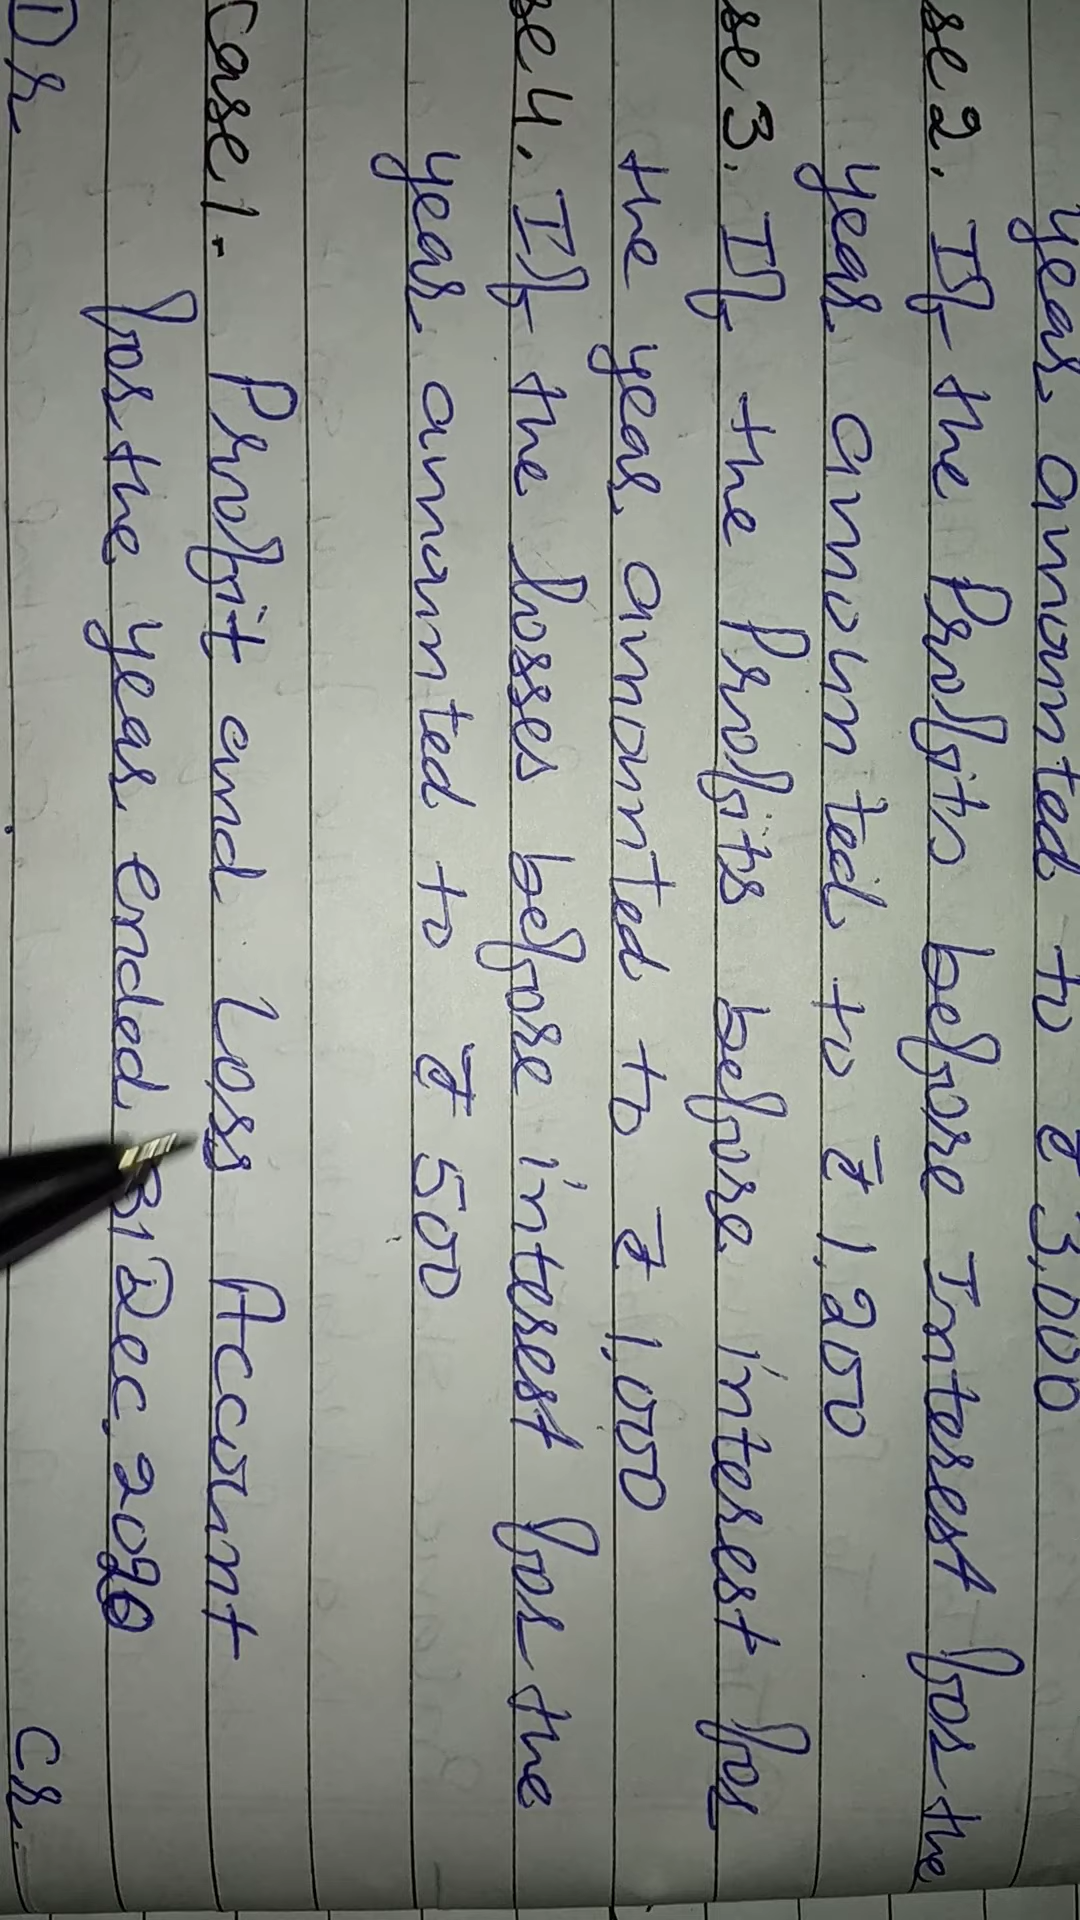 year amounted to ₹ 3,000
se 2. If the Profits before Interest for the
year amounted to ₹ 1,200
se 3. If the Profits before interest for
the year amounted to ₹ 1,000
se 4. If the losses before interest for the
year amounted to ₹ 500
Case 1. Profit and Loss Account
for the year ended 31 Dec, 2020
Dr. Cr.